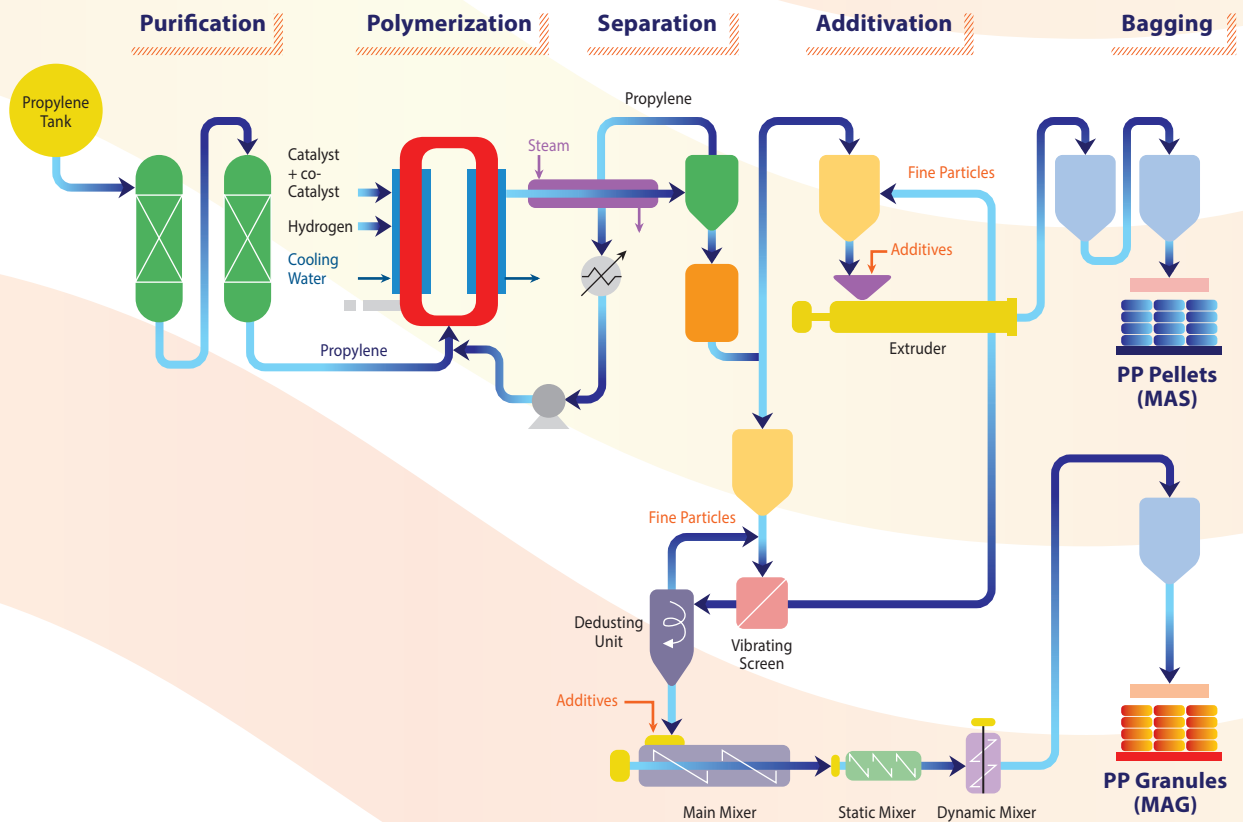 Purification
Polymerization
Separation
Additivation
Bagging
Propylene
Tank
Catalyst
+ co-
Catalyst
Hydrogen
Cooling
Water
Propylene
Steam
Propylene
Fine Particles
Additives
Extruder
PP Pellets
(MAS)
Fine Particles
Dedusting
Unit
Vibrating
Screen
Additives
Main Mixer
Static Mixer
Dynamic Mixer
PP Granules
(MAG)